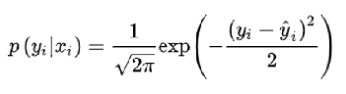 p(y_i|x_i) = \frac{1}{\sqrt{2\pi}} \exp\left(-\frac{(y_i - \hat{y}_i)^2}{2}\right)